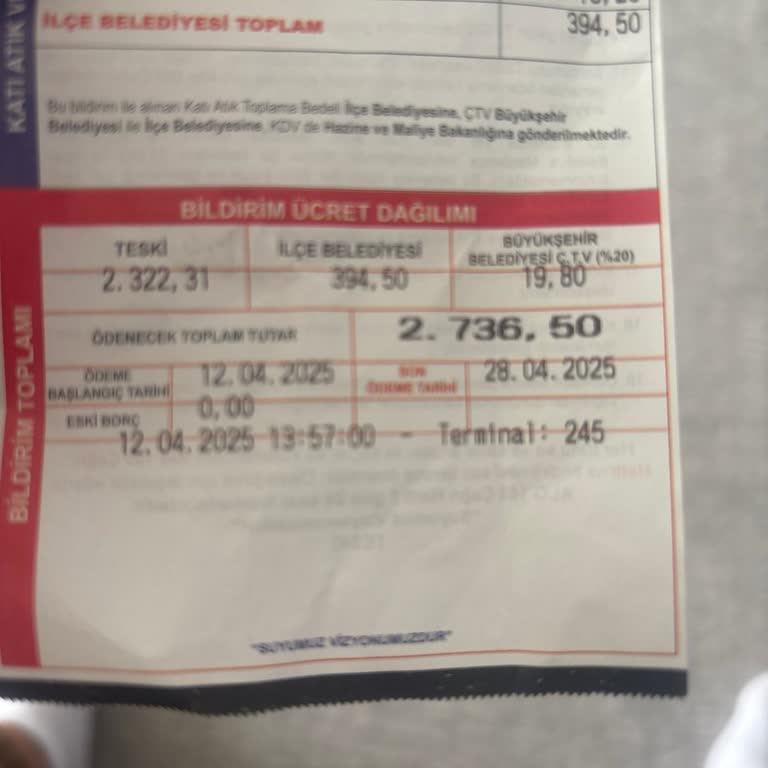 KATI ATIK V
İLÇE BELEDİYESİ TOPLAM 394,50
Bu bildirim ile alınan Katı Atık Toplama Bedeli İlçe Belediyesine, ÇTV Büyükşehir
Belediyesi ile İlçe Belediyesine, KDV de Hazine ve Maliye Bakanlığına gönderilmektedir.
BİLDİRİM TOPLAMI
BİLDİRİM ÜCRET DAĞILIMI
TESKİ İLÇE BELEDİYESİ BÜYÜKŞEHİR
BELEDİYESİ Ç.T.V (%20)
2.322,31 394,50 19,80
ÖDENECEK TOPLAM TUTAR 2.736,50
ÖDEME
BAŞLANGIÇ TARİHİ 12.04.2025 SON
ÖDEME TARİHİ 28.04.2025
ESKİ BORÇ 0,00
12.04.2025 13:57:00 - Terminal: 245
"SUYUMUZ VİZYONUMUZDUR"